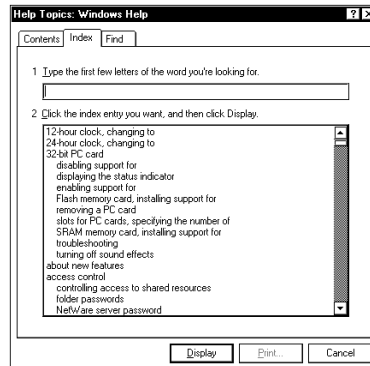 Help Topics: Windows Help
Contents Index Find
1 Type the first few letters of the word you're looking for.
2 Click the index entry you want, and then click Display.
12-hour clock, changing to
24-hour clock, changing to
32-bit PC card
disabling support for
displaying the status indicator
enabling support for
Flash memory card, installing support for
removing a PC card
slots for PC cards, specifying the number of
SRAM memory card, installing support for
troubleshooting
turning off sound effects
about new features
access control
controlling access to shared resources
folder passwords
NetWare server password
Display Print... Cancel